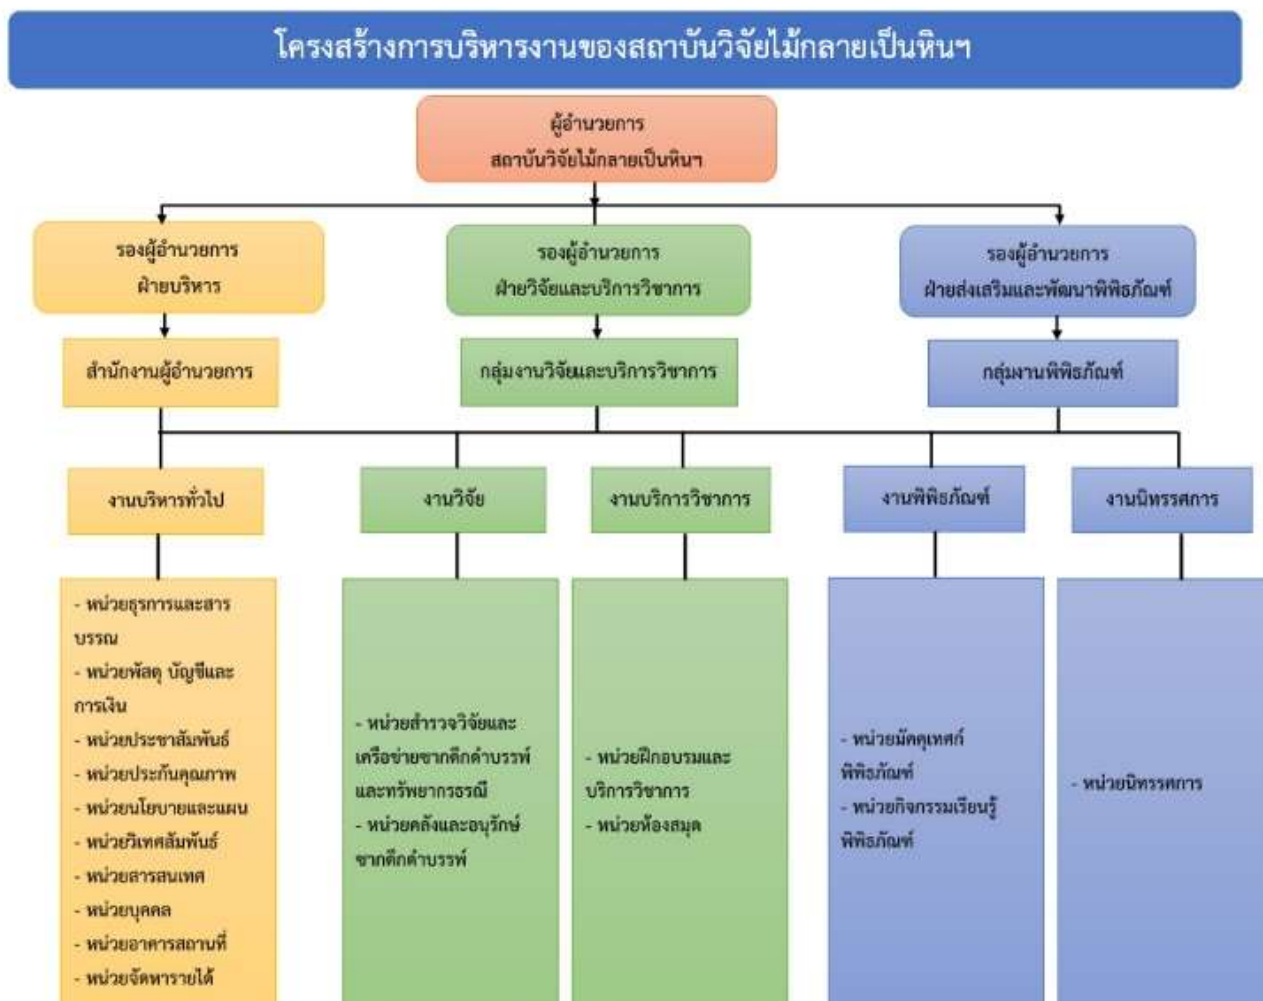 โครงสร้างการบริหารงานของสถาบันวิจัยไม้กลายเป็นหินฯ
ผู้อำนวยการ
สถาบันวิจัยไม้กลายเป็นหินฯ
รองผู้อำนวยการ
ฝ่ายบริหาร
รองผู้อำนวยการ
ฝ่ายวิจัยและบริการวิชาการ
รองผู้อำนวยการ
ฝ่ายส่งเสริมและพัฒนาพิพิธภัณฑ์
สำนักงานผู้อำนวยการ
กลุ่มงานวิจัยและบริการวิชาการ
กลุ่มงานพิพิธภัณฑ์
งานบริหารทั่วไป
งานวิจัย
งานบริการวิชาการ
งานพิพิธภัณฑ์
งานนิทรรศการ
- หน่วยธุรการและสาร
บรรณ
- หน่วยพัสดุ บัญชีและ
การเงิน
- หน่วยประชาสัมพันธ์
- หน่วยประกันคุณภาพ
- หน่วยนโยบายและแผน
- หน่วยวิเทศสัมพันธ์
- หน่วยสารสนเทศ
- หน่วยบุคคล
- หน่วยอาคารสถานที่
- หน่วยจัดหารายได้
- หน่วยสำรวจวิจัยและ
เครือข่ายซากดึกดำบรรพ์
และทรัพยากรธรณี
- หน่วยคลังและอนุรักษ์
ซากดึกดำบรรพ์
- หน่วยฝึกอบรมและ
บริการวิชาการ
- หน่วยห้องสมุด
- หน่วยมัคคุเทศก์
พิพิธภัณฑ์
- หน่วยกิจกรรมเรียนรู้
พิพิธภัณฑ์
- หน่วยนิทรรศการ